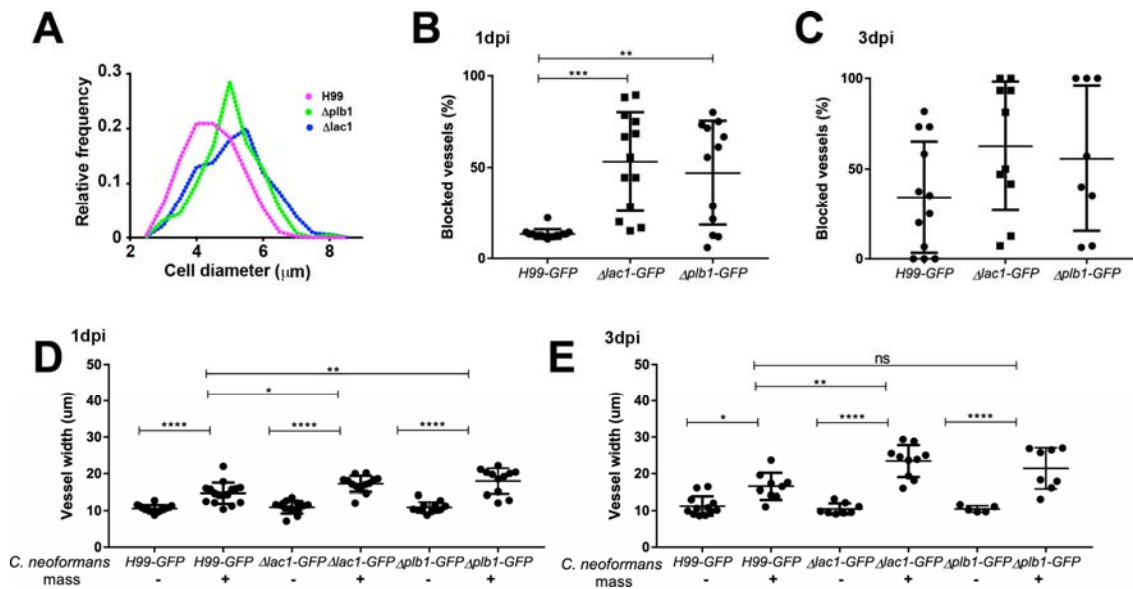 A
Relative frequency
0.3
0.2
0.1
0
2
4
6
8
Cell diameter (μm)
H99
Δplb1
Δlac1
B
1dpi
Blocked vessels (%)
100
50
0
***
**
H99-GFP
Δlac1-GFP
Δplb1-GFP
C
3dpi
Blocked vessels (%)
100
50
0
H99-GFP
Δlac1-GFP
Δplb1-GFP
D
1dpi
Vessel width (um)
50
40
30
20
10
0
**
*
****
****
****
C. neoformans H99-GFP H99-GFP Δlac1-GFP Δlac1-GFP Δplb1-GFP Δplb1-GFP
mass - + - + - +
E
3dpi
Vessel width (um)
50
40
30
20
10
0
ns
**
*
****
****
C. neoformans H99-GFP H99-GFP Δlac1-GFP Δlac1-GFP Δplb1-GFP Δplb1-GFP
mass - + - + - +